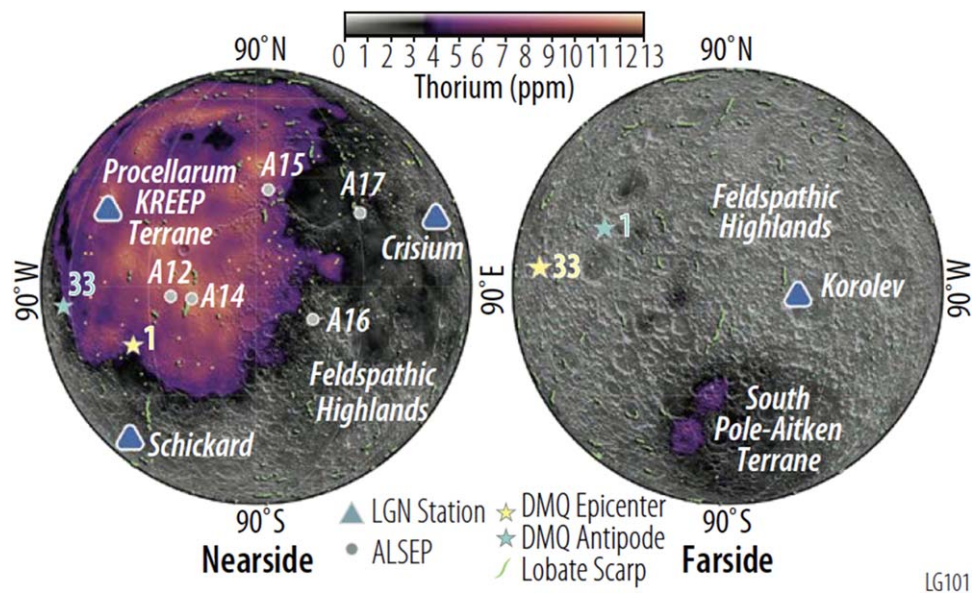 0 1 2 3 4 5 6 7 8 9 10 11 12 13
Thorium (ppm)
90°N
90°N
Procellarum
KREEP
Terrane
A15
A17
Crisium
A12
A14
A16
33
1
90°W
90°E
Feldspathic
Highlands
Schickard
90°S
Nearside
Feldspathic
Highlands
1
33
Korolev
90°W
South
Pole-Aitken
Terrane
90°S
Farside
LGN Station
ALSEP
DMQ Epicenter
DMQ Antipode
Lobate Scarp
LG101